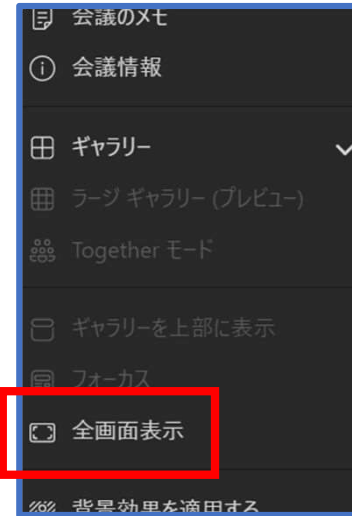 会議のメモ
会議情報
ギャラリー
ラージ ギャラリー (プレビュー)
Together モード
ギャラリーを上部に表示
フォーカス
全画面表示
背景効果を適用する